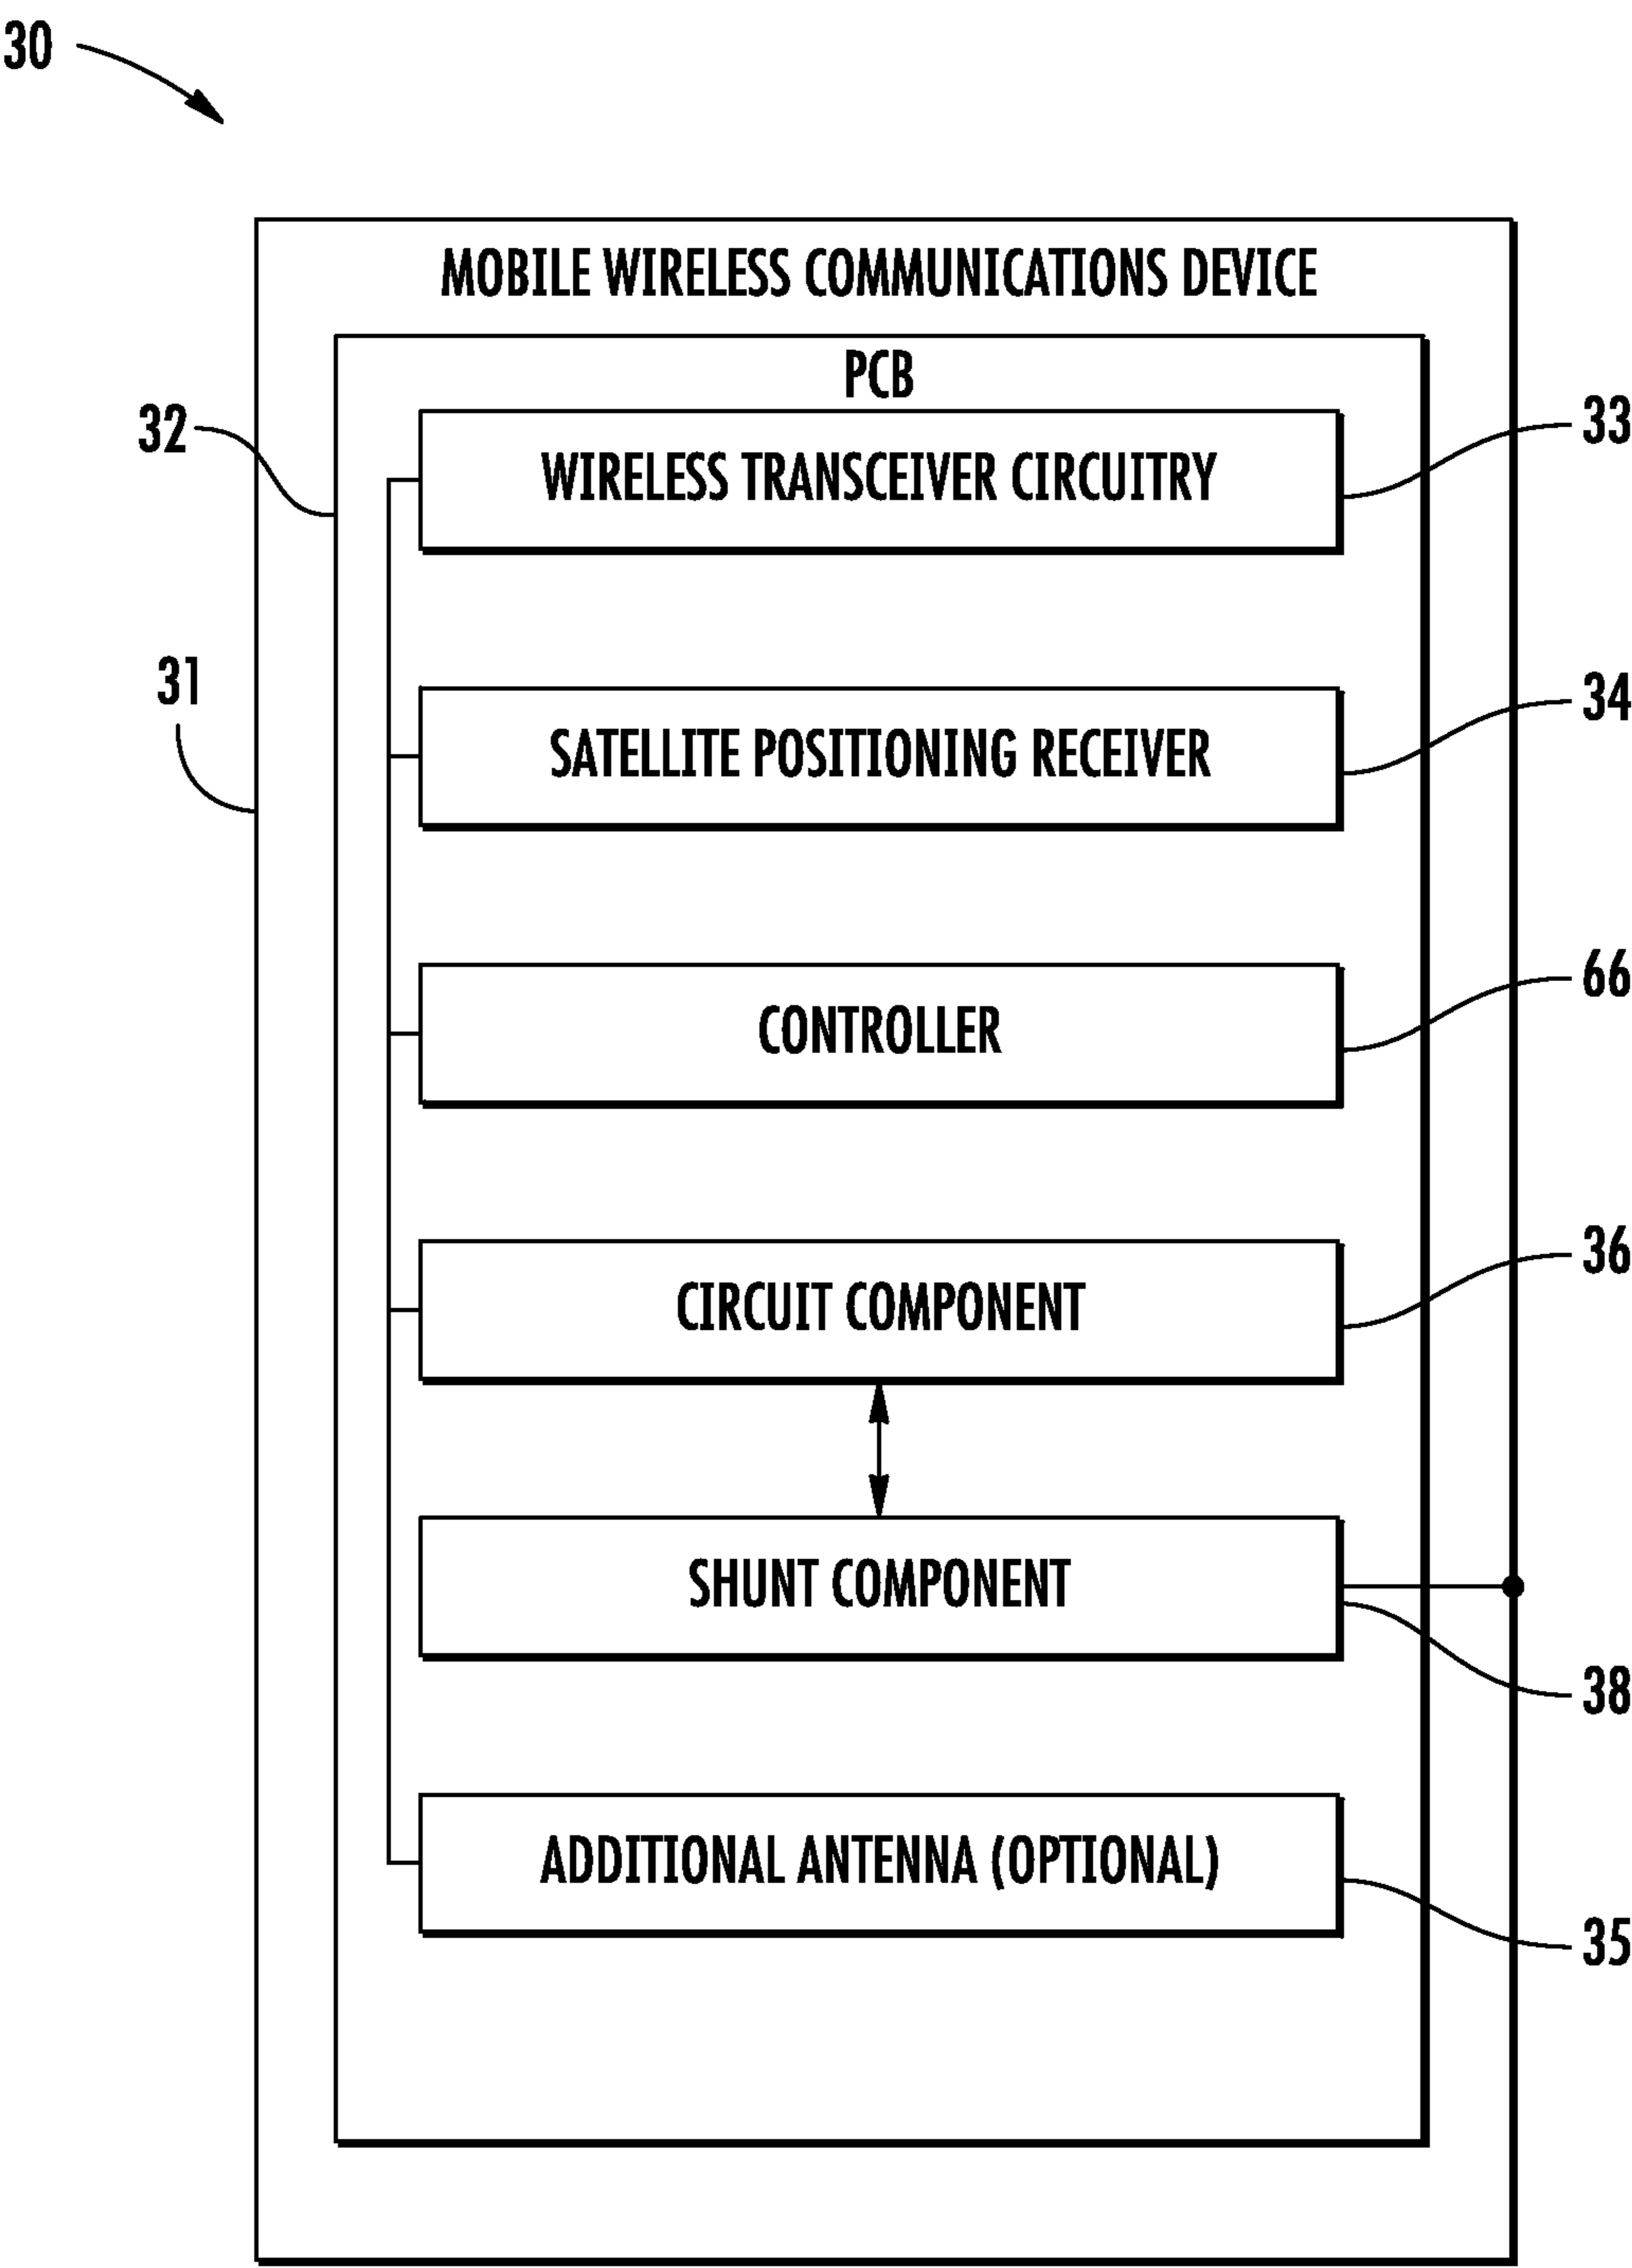 30
MOBILE WIRELESS COMMUNICATIONS DEVICE
PCB
32
33
WIRELESS TRANSCEIVER CIRCUITRY
31
34
SATELLITE POSITIONING RECEIVER
66
CONTROLLER
36
CIRCUIT COMPONENT
SHUNT COMPONENT
38
ADDITIONAL ANTENNA (OPTIONAL)
35